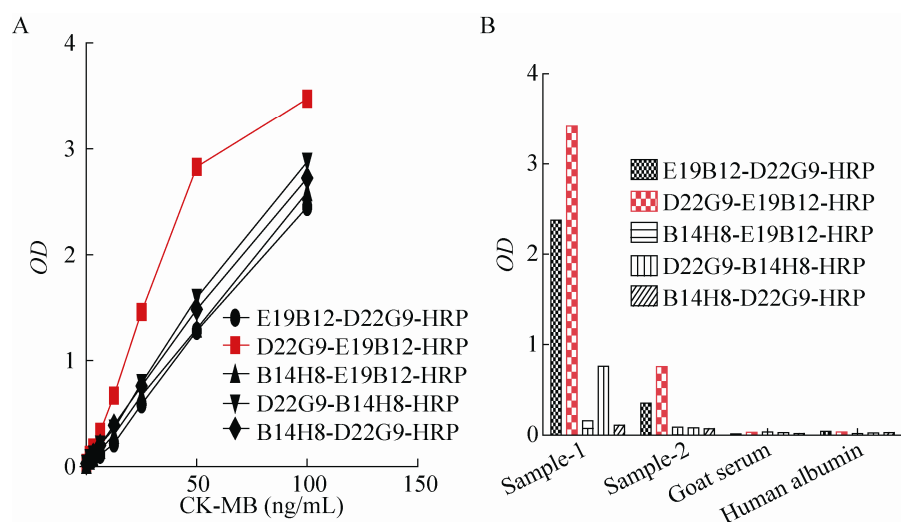 A
4
3
2
1
0
OD
0
50
100
150
CK-MB (ng/mL)
E19B12-D22G9-HRP
D22G9-E19B12-HRP
B14H8-E19B12-HRP
D22G9-B14H8-HRP
B14H8-D22G9-HRP
B
4
3
2
1
0
OD
E19B12-D22G9-HRP
D22G9-E19B12-HRP
B14H8-E19B12-HRP
D22G9-B14H8-HRP
B14H8-D22G9-HRP
Sample-1
Sample-2
Goat serum
Human albumin